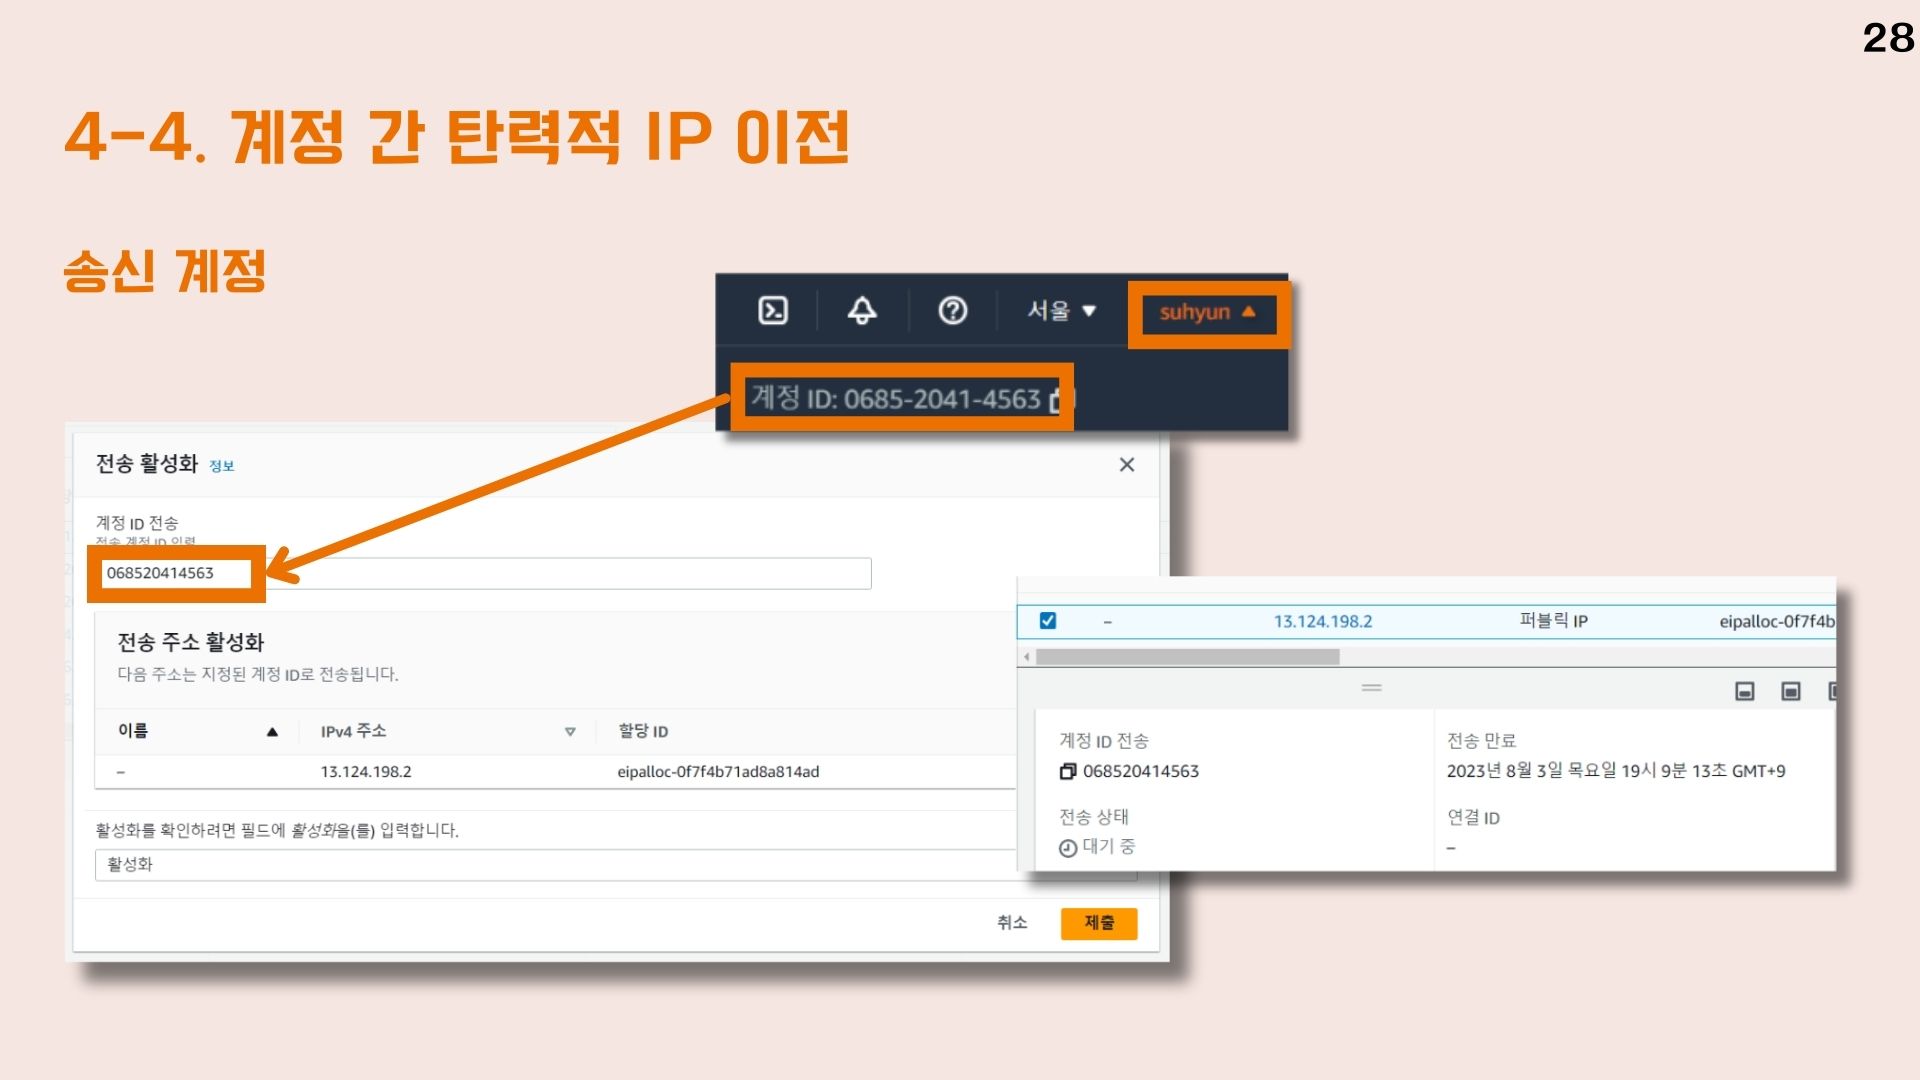 28
4-4. 계정 간 탄력적 IP 이전
송신 계정
서울 ▼
suhyun ▲
계정 ID: 0685-2041-4563
전송 활성화 정보
계정 ID 전송
전송 계정 ID 입력
068520414563
전송 주소 활성화
다음 주소는 지정된 계정 ID로 전송됩니다.
이름 ▲ IPv4 주소 ▽ 할당 ID
– 13.124.198.2 eipalloc-0f7f4b71ad8a814ad
활성화를 확인하려면 필드에 활성화을(를) 입력합니다.
활성화
취소 제출
– 13.124.198.2 퍼블릭 IP eipalloc-0f7f4b
계정 ID 전송
068520414563
전송 만료
2023년 8월 3일 목요일 19시 9분 13초 GMT+9
전송 상태
대기 중
연결 ID
–